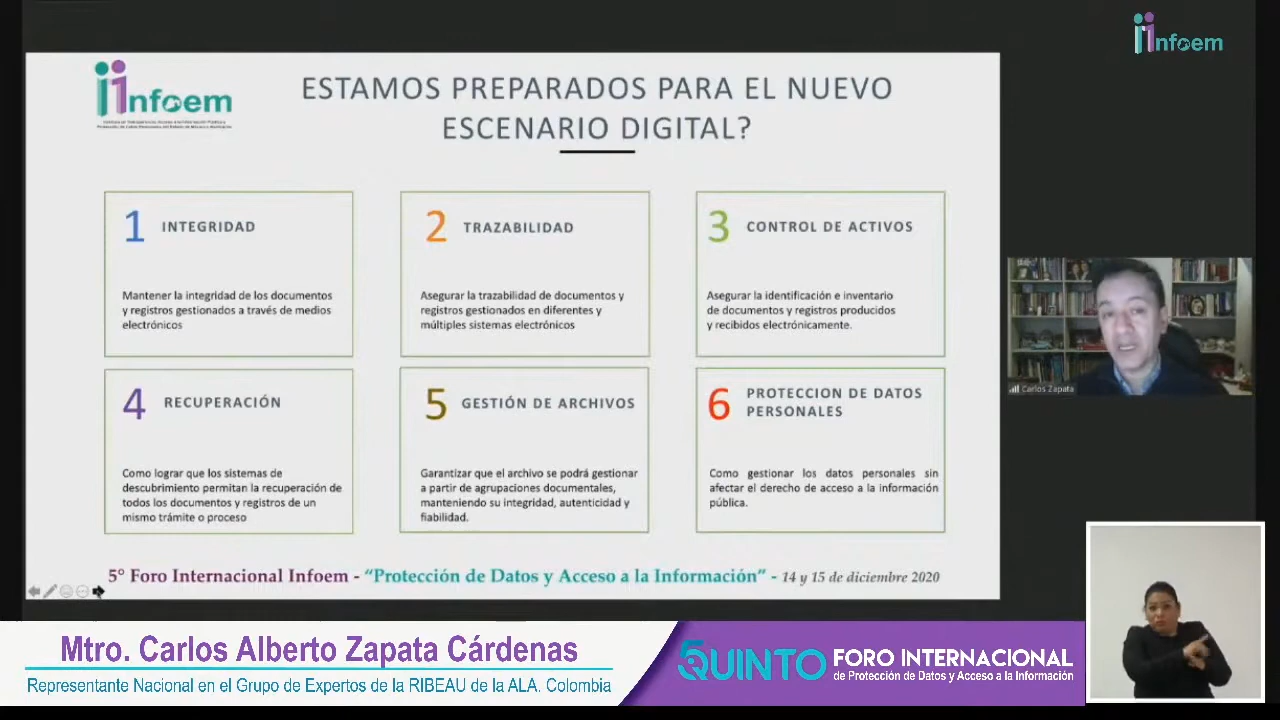 infoem
infoem
ESTAMOS PREPARADOS PARA EL NUEVO
ESCENARIO DIGITAL?
1 INTEGRIDAD
Mantener la integridad de los documentos
y registros gestionados a través de medios
electrónicos
2 TRAZABILIDAD
Asegurar la trazabilidad de documentos y
registros gestionados en diferentes y
múltiples sistemas electrónicos
3 CONTROL DE ACTIVOS
Asegurar la identificación e inventario
de documentos y registros producidos
y recibidos electrónicamente.
4 RECUPERACIÓN
Como lograr que los sistemas de
descubrimiento permitan la recuperación de
todos los documentos y registros de un
mismo trámite o proceso
5 GESTIÓN DE ARCHIVOS
Garantizar que el archivo se podrá gestionar
a partir de agrupaciones documentales,
manteniendo su integridad, autenticidad y
fiabilidad.
6 PROTECCION DE DATOS
PERSONALES
Como gestionar los datos personales sin
afectar el derecho de acceso a la información
pública.
5° Foro Internacional Infoem - “Protección de Datos y Acceso a la Información” - 14 y 15 de diciembre 2020
Carlos Zapata
Mtro. Carlos Alberto Zapata Cárdenas
Representante Nacional en el Grupo de Expertos de la RIBEAU de la ALA. Colombia
QUINTO FORO INTERNACIONAL
de Protección de Datos y Acceso a la Información